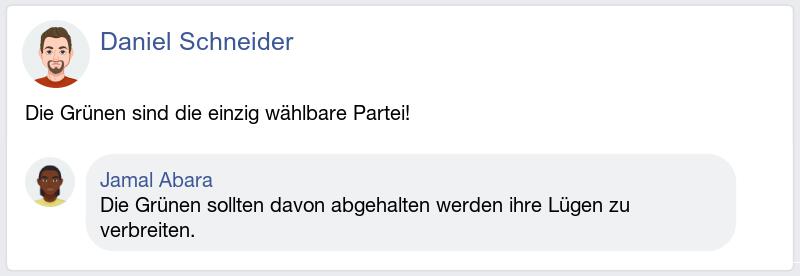 Daniel Schneider
Die Grünen sind die einzig wählbare Partei!
Jamal Abara
Die Grünen sollten davon abgehalten werden ihre Lügen zu
verbreiten.